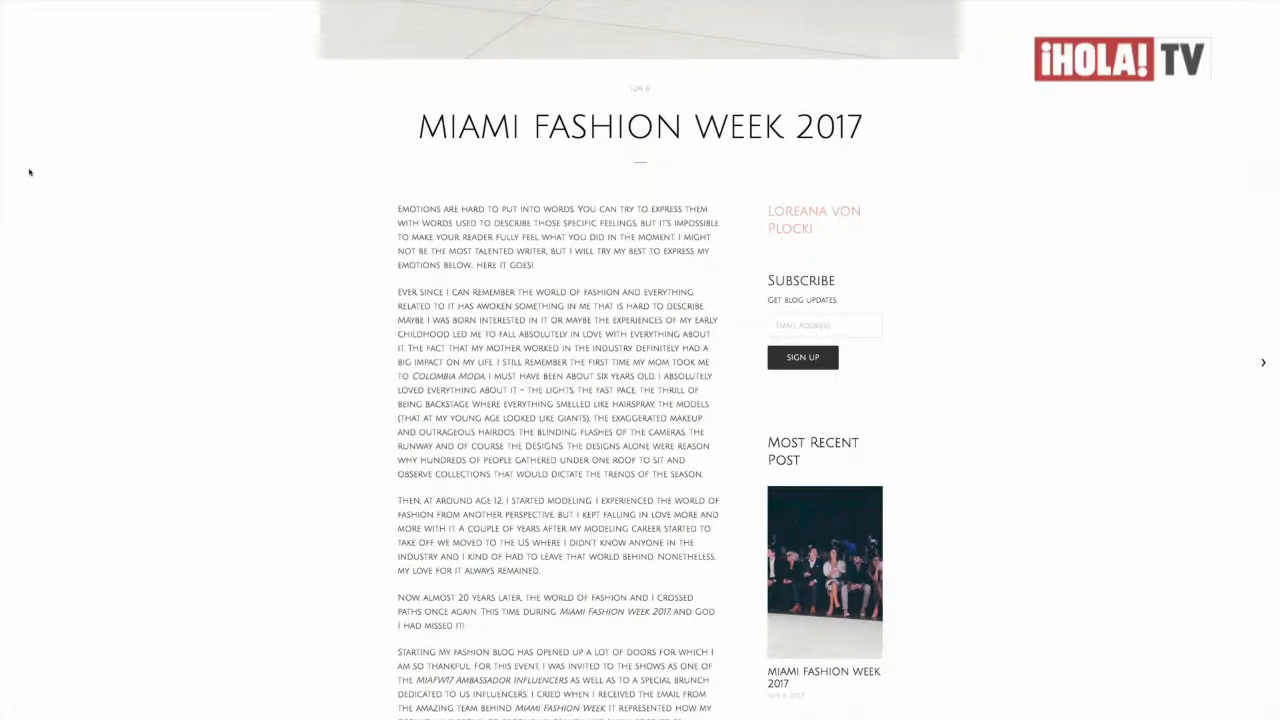 ¡HOLA! TV
JUN 6
MIAMI FASHION WEEK 2017
EMOTIONS ARE HARD TO PUT INTO WORDS. YOU CAN TRY TO EXPRESS THEM
WITH WORDS USED TO DESCRIBE THOSE SPECIFIC FEELINGS, BUT IT'S IMPOSSIBLE
TO MAKE YOUR READER FULLY FEEL WHAT YOU DID IN THE MOMENT. I MIGHT
NOT BE THE MOST TALENTED WRITER, BUT I WILL TRY MY BEST TO EXPRESS MY
EMOTIONS BELOW... HERE IT GOES!
EVER SINCE I CAN REMEMBER THE WORLD OF FASHION AND EVERYTHING
RELATED TO IT HAS AWOKEN SOMETHING IN ME THAT IS HARD TO DESCRIBE.
MAYBE I WAS BORN INTERESTED IN IT OR MAYBE THE EXPERIENCES OF MY EARLY
CHILDHOOD LED ME TO FALL ABSOLUTELY IN LOVE WITH EVERYTHING ABOUT
IT. THE FACT THAT MY MOTHER WORKED IN THE INDUSTRY DEFINITELY HAD A
BIG IMPACT ON MY LIFE. I STILL REMEMBER THE FIRST TIME MY MOM TOOK ME
TO COLOMBIA MODA, I MUST HAVE BEEN ABOUT SIX YEARS OLD. I ABSOLUTELY
LOVED EVERYTHING ABOUT IT – THE LIGHTS, THE FAST PACE, THE THRILL OF
BEING BACKSTAGE WHERE EVERYTHING SMELLED LIKE HAIRSPRAY, THE MODELS
(THAT AT MY YOUNG AGE LOOKED LIKE GIANTS), THE EXAGGERATED MAKEUP
AND OUTRAGEOUS HAIRDOS, THE BLINDING FLASHES OF THE CAMERAS, THE
RUNWAY AND OF COURSE THE DESIGNS. THE DESIGNS ALONE WERE REASON
WHY HUNDREDS OF PEOPLE GATHERED UNDER ONE ROOF TO SIT AND
OBSERVE COLLECTIONS THAT WOULD DICTATE THE TRENDS OF THE SEASON.
THEN, AT AROUND AGE 12, I STARTED MODELING. I EXPERIENCED THE WORLD OF
FASHION FROM ANOTHER PERSPECTIVE, BUT I KEPT FALLING IN LOVE MORE AND
MORE WITH IT. A COUPLE OF YEARS AFTER MY MODELING CAREER STARTED TO
TAKE OFF, WE MOVED TO THE US WHERE I DIDN'T KNOW ANYONE IN THE
INDUSTRY AND I KIND OF HAD TO LEAVE THAT WORLD BEHIND. NONETHELESS,
MY LOVE FOR IT ALWAYS REMAINED.
NOW, ALMOST 20 YEARS LATER, THE WORLD OF FASHION AND I CROSSED
PATHS ONCE AGAIN. THIS TIME DURING MIAMI FASHION WEEK 2017, AND GOD
I HAD MISSED IT!
STARTING MY FASHION BLOG HAS OPENED UP A LOT OF DOORS FOR WHICH I
AM SO THANKFUL. FOR THIS EVENT, I WAS INVITED TO THE SHOWS AS ONE OF
THE MIAFW17 AMBASSADOR INFLUENCERS AS WELL AS TO A SPECIAL BRUNCH
DEDICATED TO US INFLUENCERS. I CRIED WHEN I RECEIVED THE EMAIL FROM
THE AMAZING TEAM BEHIND MIAMI FASHION WEEK. IT REPRESENTED HOW MY
LOREANA VON
PLOCKI
SUBSCRIBE
GET BLOG UPDATES.
EMAIL ADDRESS
SIGN UP
MOST RECENT
POST
MIAMI FASHION WEEK
2017
JUN 6, 2017